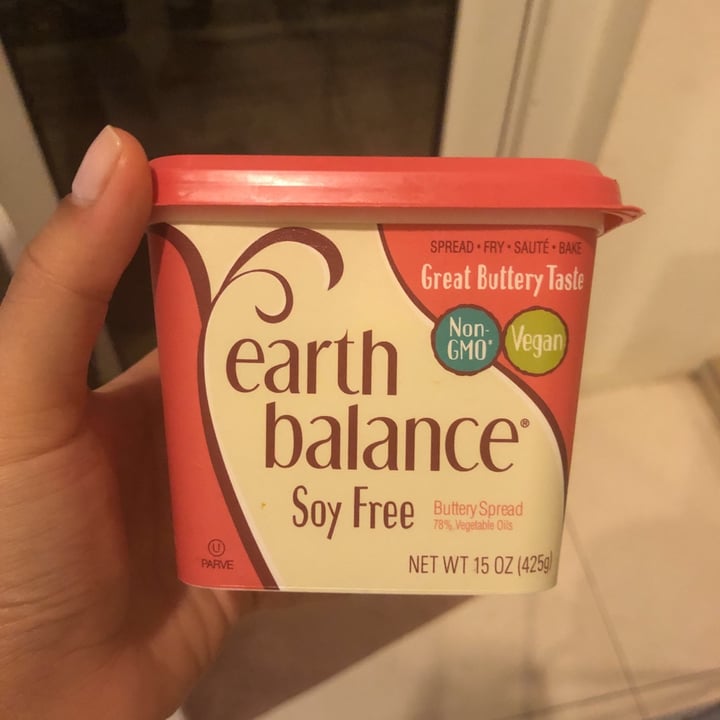 SPREAD • FRY • SAUTÉ • BAKE
Great Buttery Taste
Non-
GMO*
Vegan
earth
balance®
Soy Free
Buttery Spread
78% Vegetable Oils
U
PARVE
NET WT 15 OZ (425g)